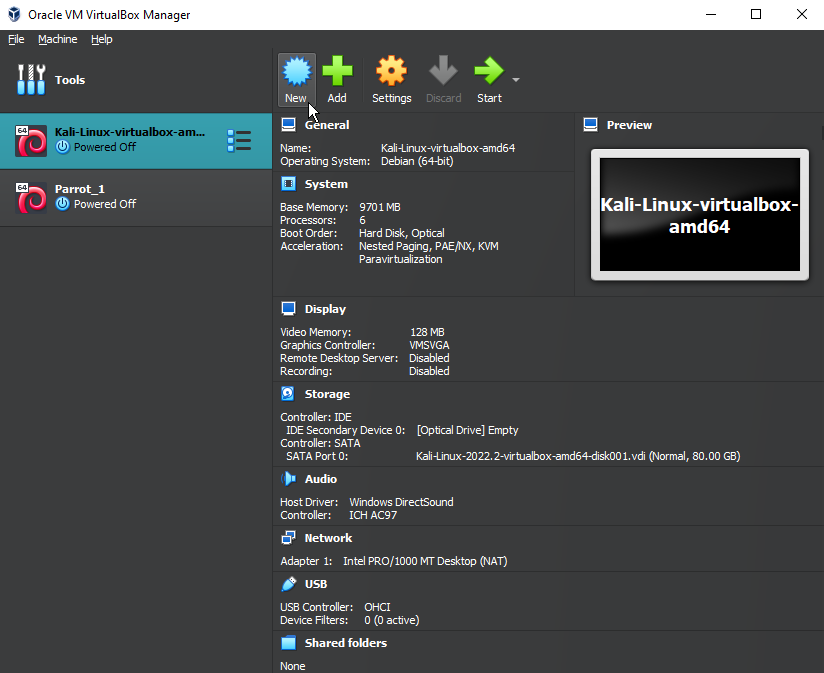 Oracle VM VirtualBox Manager
File Machine Help
Tools
New Add Settings Discard Start
64 Kali-Linux-virtualbox-am...
Powered Off
64 Parrot_1
Powered Off
General
Name: Kali-Linux-virtualbox-amd64
Operating System: Debian (64-bit)
Preview
Kali-Linux-virtualbox-
amd64
System
Base Memory: 9701 MB
Processors: 6
Boot Order: Hard Disk, Optical
Acceleration: Nested Paging, PAE/NX, KVM
Paravirtualization
Display
Video Memory: 128 MB
Graphics Controller: VMSVGA
Remote Desktop Server: Disabled
Recording: Disabled
Storage
Controller: IDE
IDE Secondary Device 0: [Optical Drive] Empty
Controller: SATA
SATA Port 0: Kali-Linux-2022.2-virtualbox-amd64-disk001.vdi (Normal, 80.00 GB)
Audio
Host Driver: Windows DirectSound
Controller: ICH AC97
Network
Adapter 1: Intel PRO/1000 MT Desktop (NAT)
USB
USB Controller: OHCI
Device Filters: 0 (0 active)
Shared folders
None